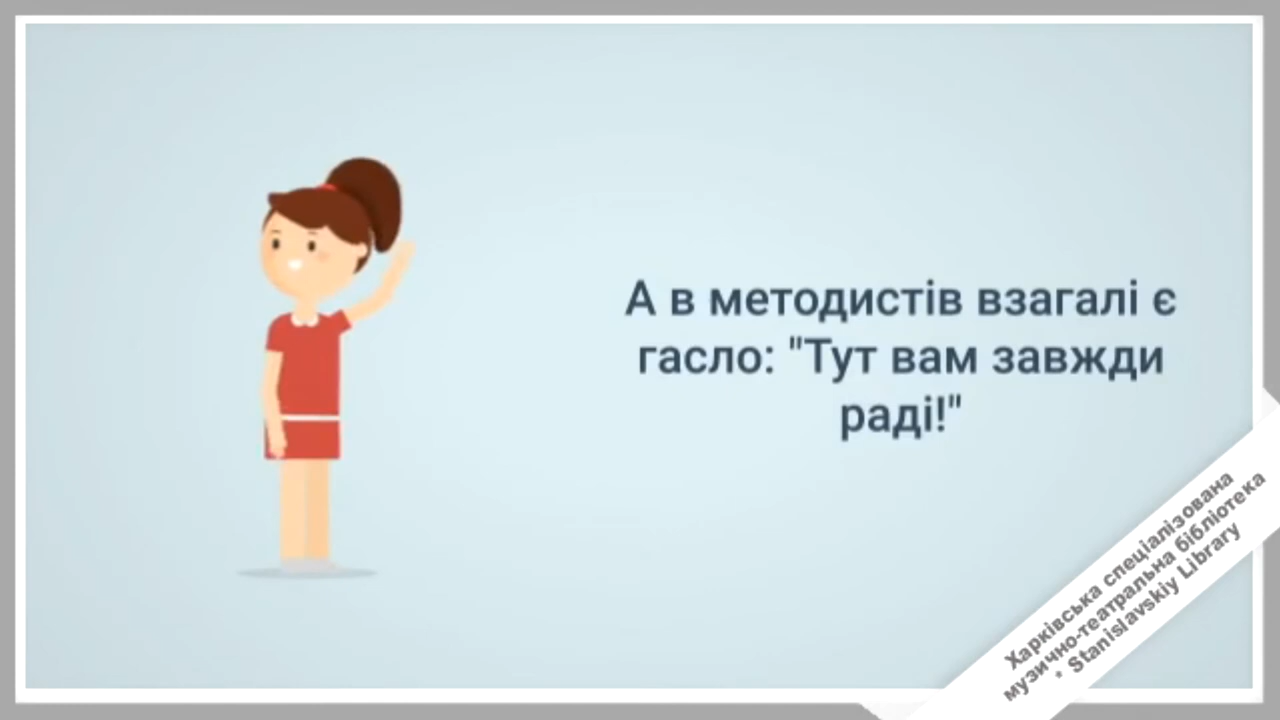 А в методистів взагалі є
гасло: "Тут вам завжди
раді!"
Харківська спеціалізована
музично-театральна бібліотека
* Stanislavskiy Library